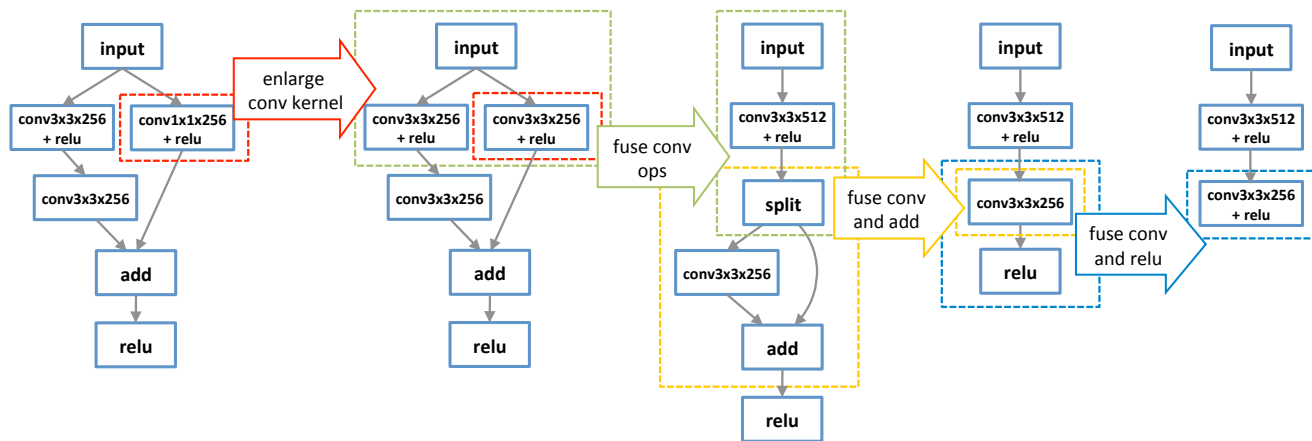 input
conv3x3x256
+ relu
conv1x1x256
+ relu
conv3x3x256
add
relu
enlarge
conv kernel
input
conv3x3x256
+ relu
conv3x3x256
+ relu
conv3x3x256
add
relu
fuse conv
ops
input
conv3x3x512
+ relu
split
conv3x3x256
add
relu
fuse conv
and add
input
conv3x3x512
+ relu
conv3x3x256
relu
fuse conv
and relu
input
conv3x3x512
+ relu
conv3x3x256
+ relu